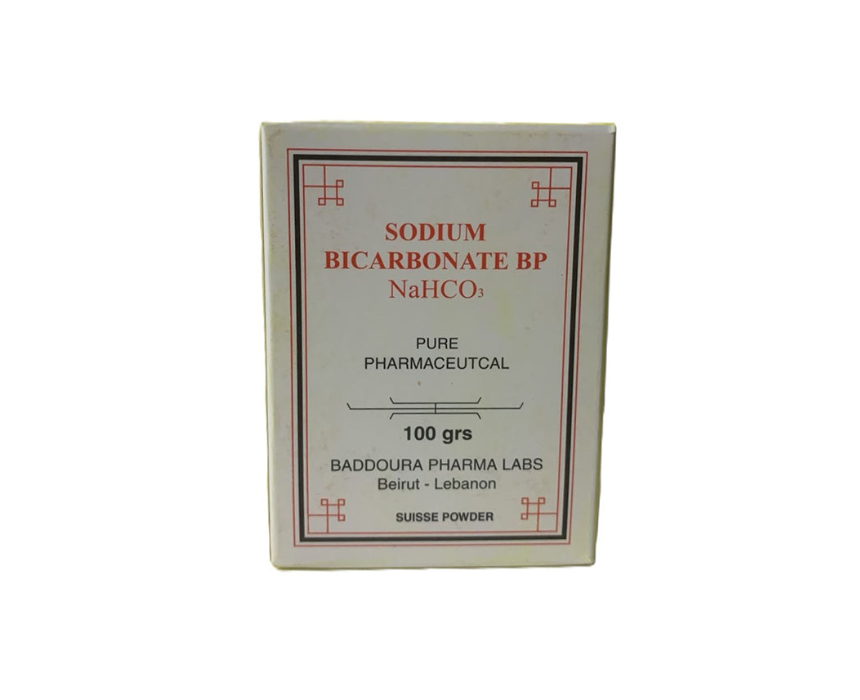 SODIUM
BICARBONATE BP
NaHCO₃
PURE
PHARMACEUTCAL
100 grs
BADDOURA PHARMA LABS
Beirut - Lebanon
SUISSE POWDER